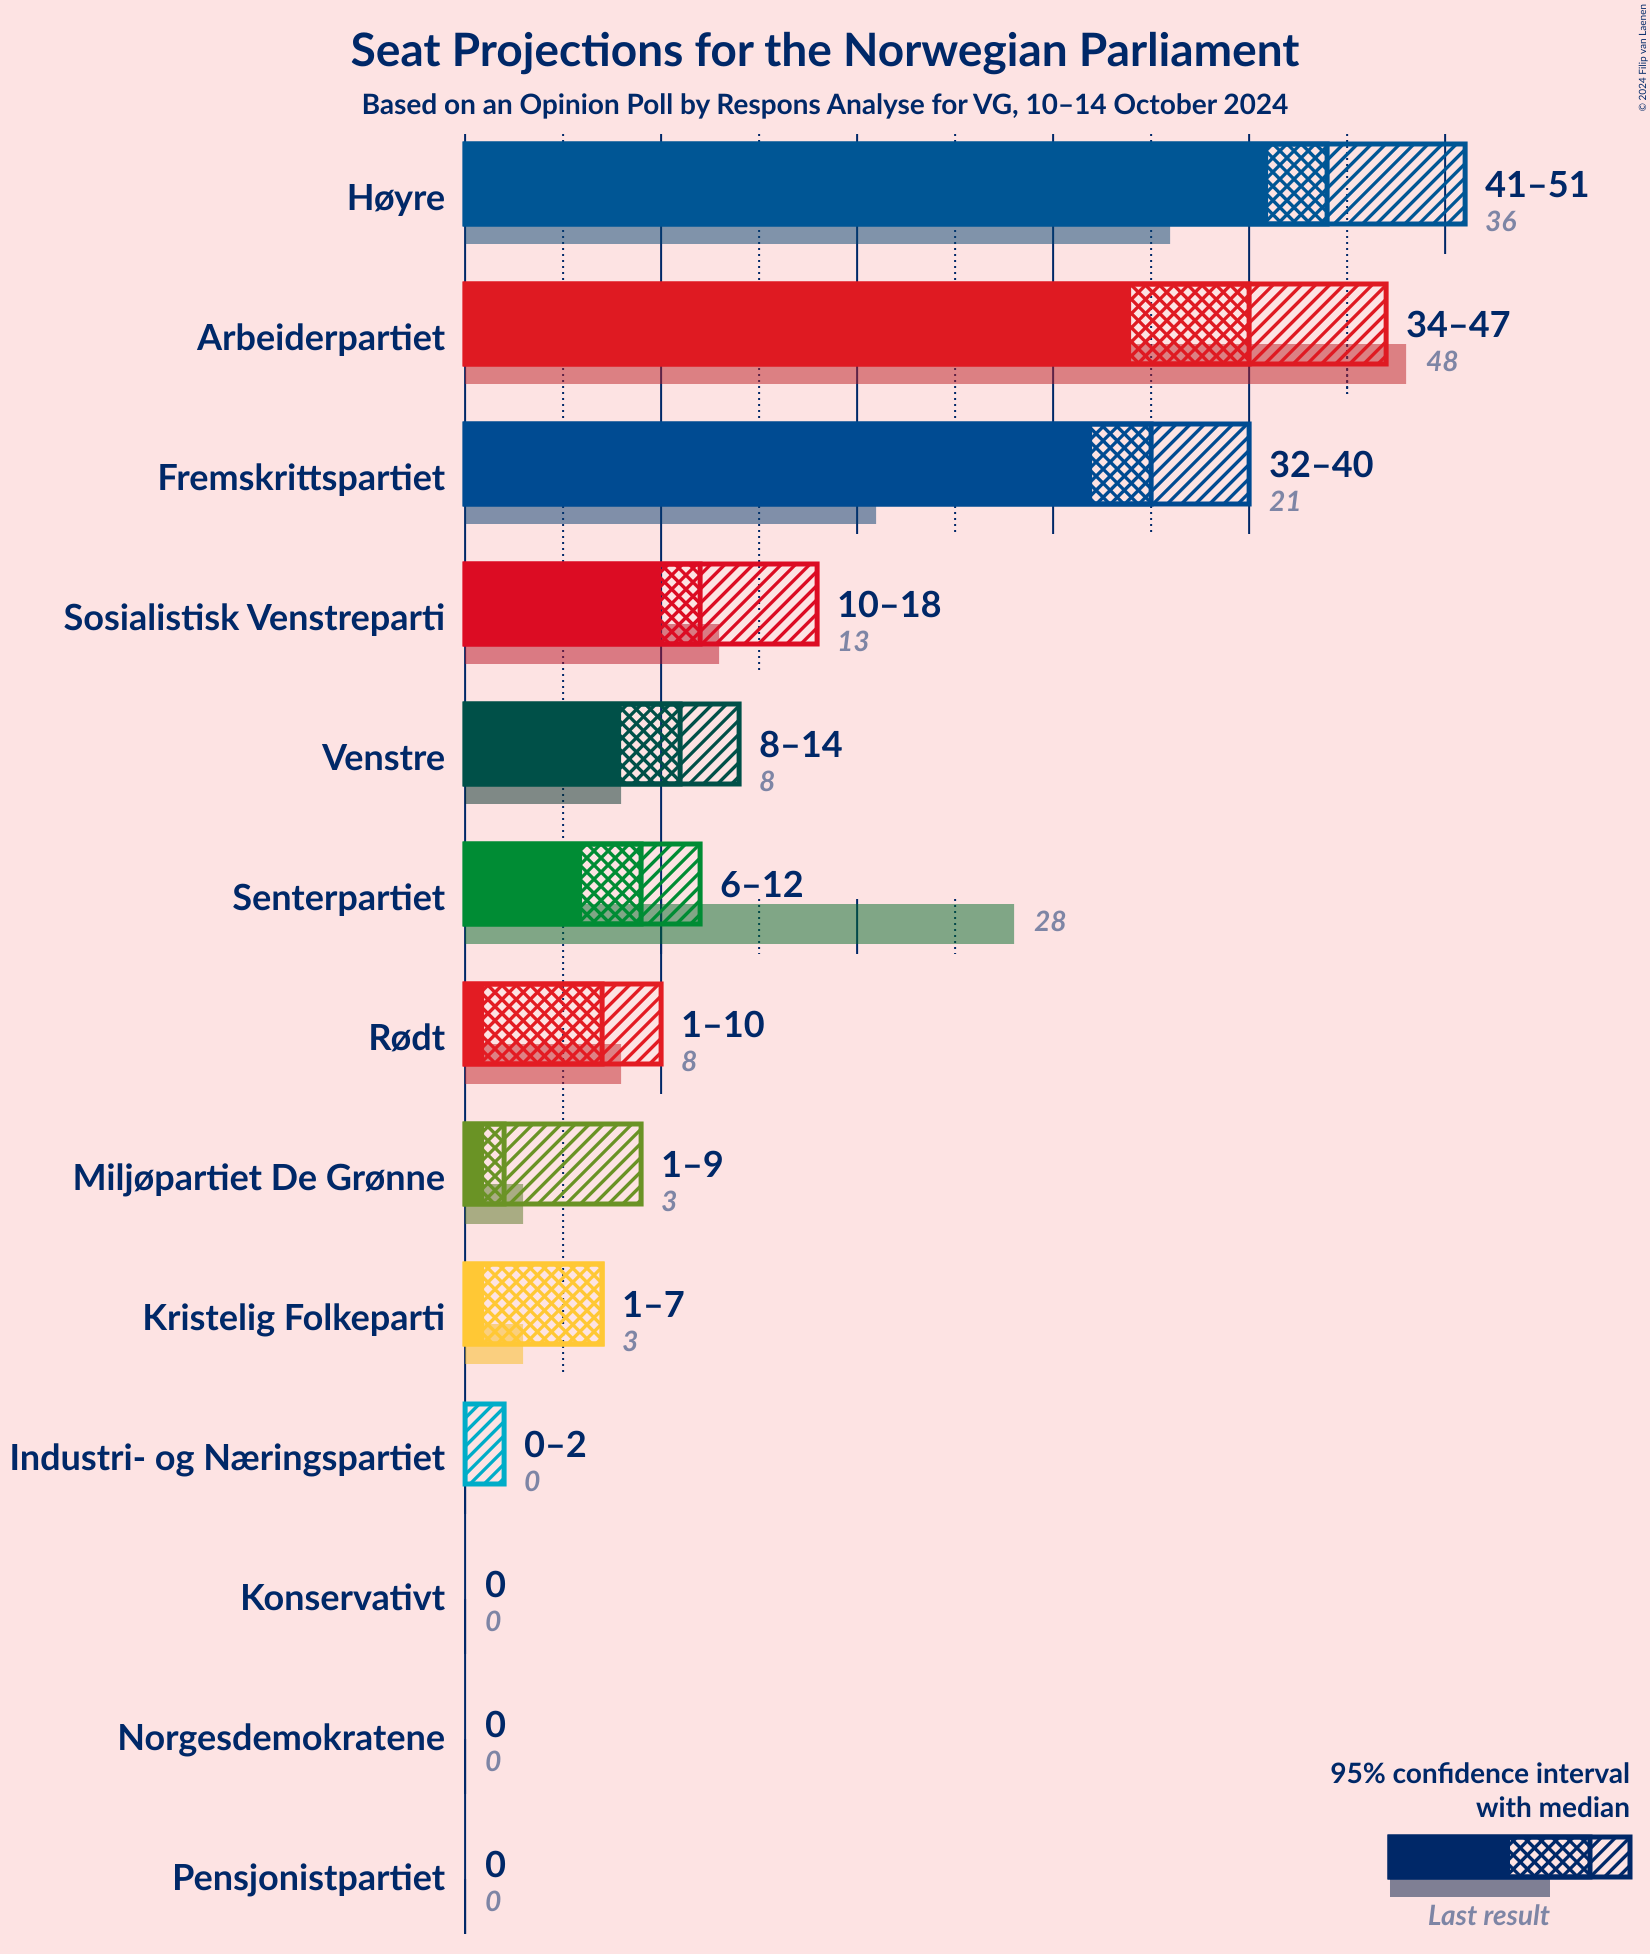 Seat Projections for the Norwegian Parliament
Based on an Opinion Poll by Respons Analyse for VG, 10–14 October 2024
© 2024 Filip van Laenen
Høyre
41–51
36
Arbeiderpartiet
34–47
48
Fremskrittspartiet
32–40
21
Sosialistisk Venstreparti
10–18
13
Venstre
8–14
8
Senterpartiet
6–12
28
Rødt
1–10
8
Miljøpartiet De Grønne
1–9
3
Kristelig Folkeparti
1–7
3
Industri- og Næringspartiet
0–2
0
Konservativt
0
0
Norgesdemokratene
0
0
Pensjonistpartiet
0
0
95% confidence interval
with median
Last result